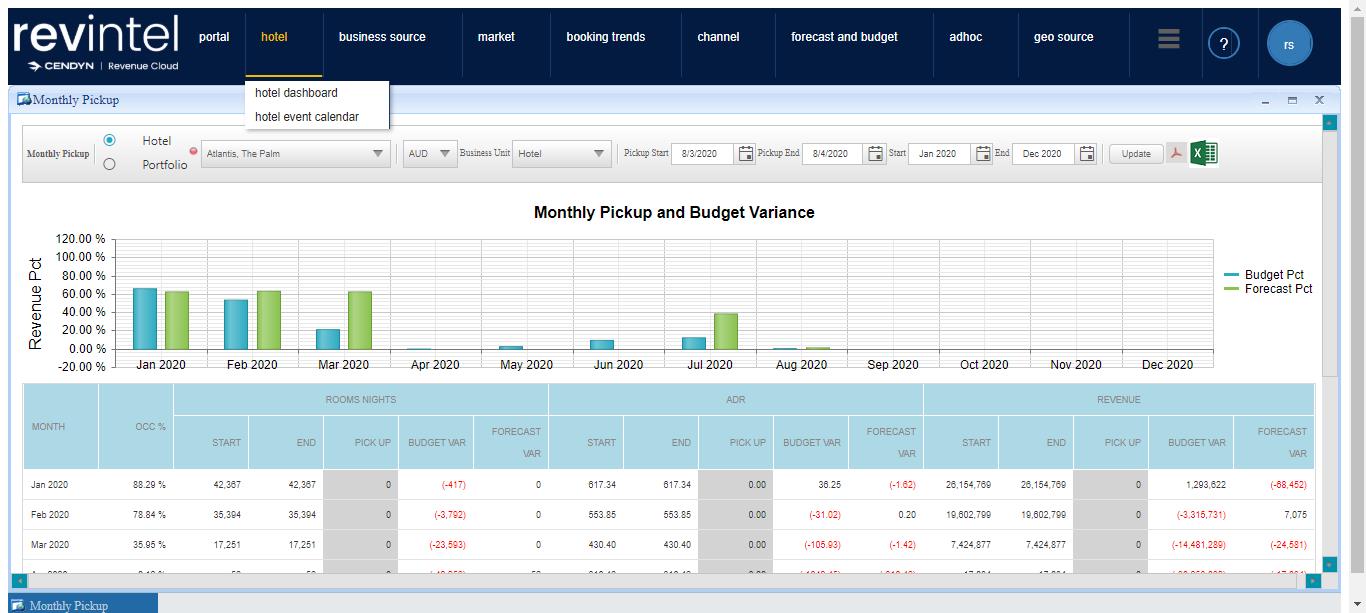 revintel
CENDYN | Revenue Cloud
portal hotel business source market booking trends channel forecast and budget adhoc geo source ? rs
Monthly Pickup
hotel dashboard
hotel event calendar
Monthly Pickup Hotel Portfolio Atlantis, The Palm AUD Business Unit Hotel Pickup Start 8/3/2020 Pickup End 8/4/2020 Start Jan 2020 End Dec 2020 Update
Monthly Pickup and Budget Variance
Revenue Pct
120.00 %
100.00 %
80.00 %
60.00 %
40.00 %
20.00 %
0.00 %
-20.00 %
Budget Pct
Forecast Pct
Jan 2020 Feb 2020 Mar 2020 Apr 2020 May 2020 Jun 2020 Jul 2020 Aug 2020 Sep 2020 Oct 2020 Nov 2020 Dec 2020
MONTH OCC % ROOMS NIGHTS ADR REVENUE
START END PICK UP BUDGET VAR FORECAST VAR START END PICK UP BUDGET VAR FORECAST VAR START END PICK UP BUDGET VAR FORECAST VAR
Jan 2020 88.29 % 42,367 42,367 0 (-417) 0 617.34 617.34 0.00 36.25 (-1.62) 26,154,769 26,154,769 0 1,293,622 (-68,452)
Feb 2020 78.84 % 35,394 35,394 0 (-3,792) 0 553.85 553.85 0.00 (-31.02) 0.20 19,602,799 19,602,799 0 (-3,315,731) 7,075
Mar 2020 35.95 % 17,251 17,251 0 (-23,593) 0 430.40 430.40 0.00 (-105.93) (-1.42) 7,424,877 7,424,877 0 (-14,481,289) (-24,581)
Monthly Pickup